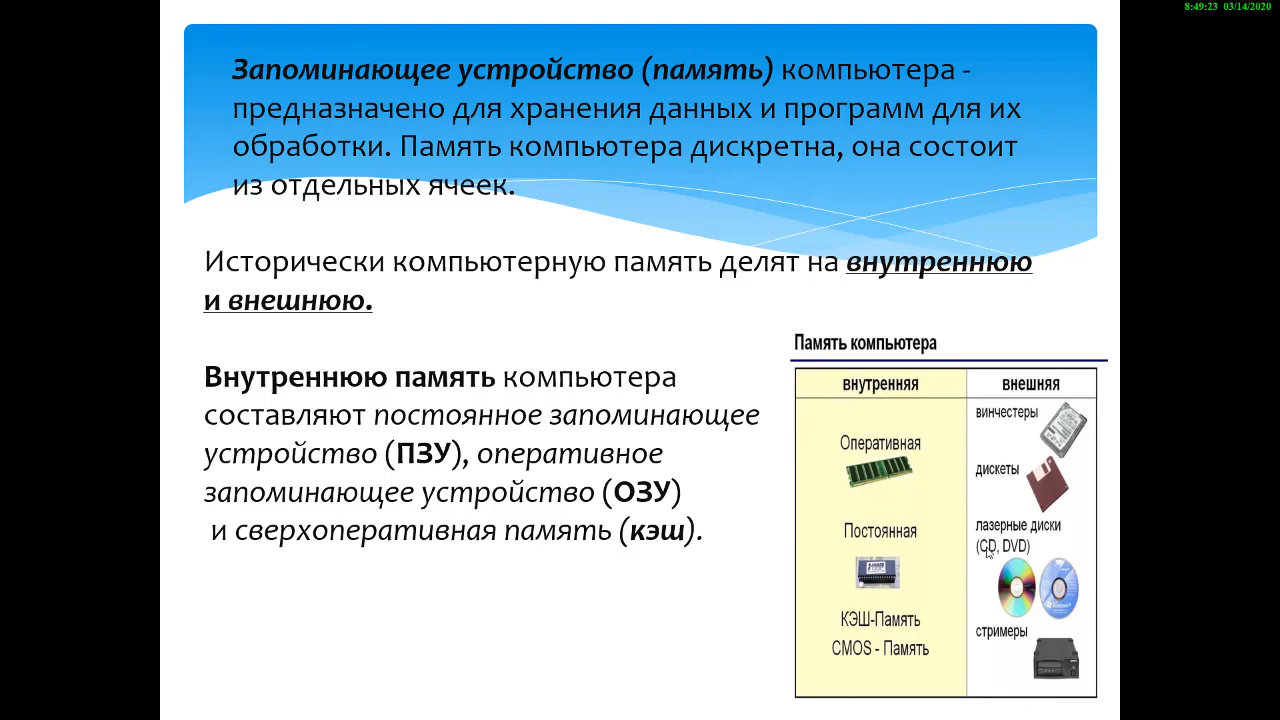 8:49:23 03/14/2020
Запоминающее устройство (память) компьютера -
предназначено для хранения данных и программ для их
обработки. Память компьютера дискретна, она состоит
из отдельных ячеек.
Исторически компьютерную память делят на внутреннюю
и внешнюю.
Внутреннюю память компьютера
составляют постоянное запоминающее
устройство (ПЗУ), оперативное
запоминающее устройство (ОЗУ)
и сверхоперативная память (кэш).
Память компьютера
внутренняя
Оперативная
Постоянная
КЭШ-Память
CMOS - Память
внешняя
винчестеры
дискеты
лазерные диски
(CD, DVD)
стримеры